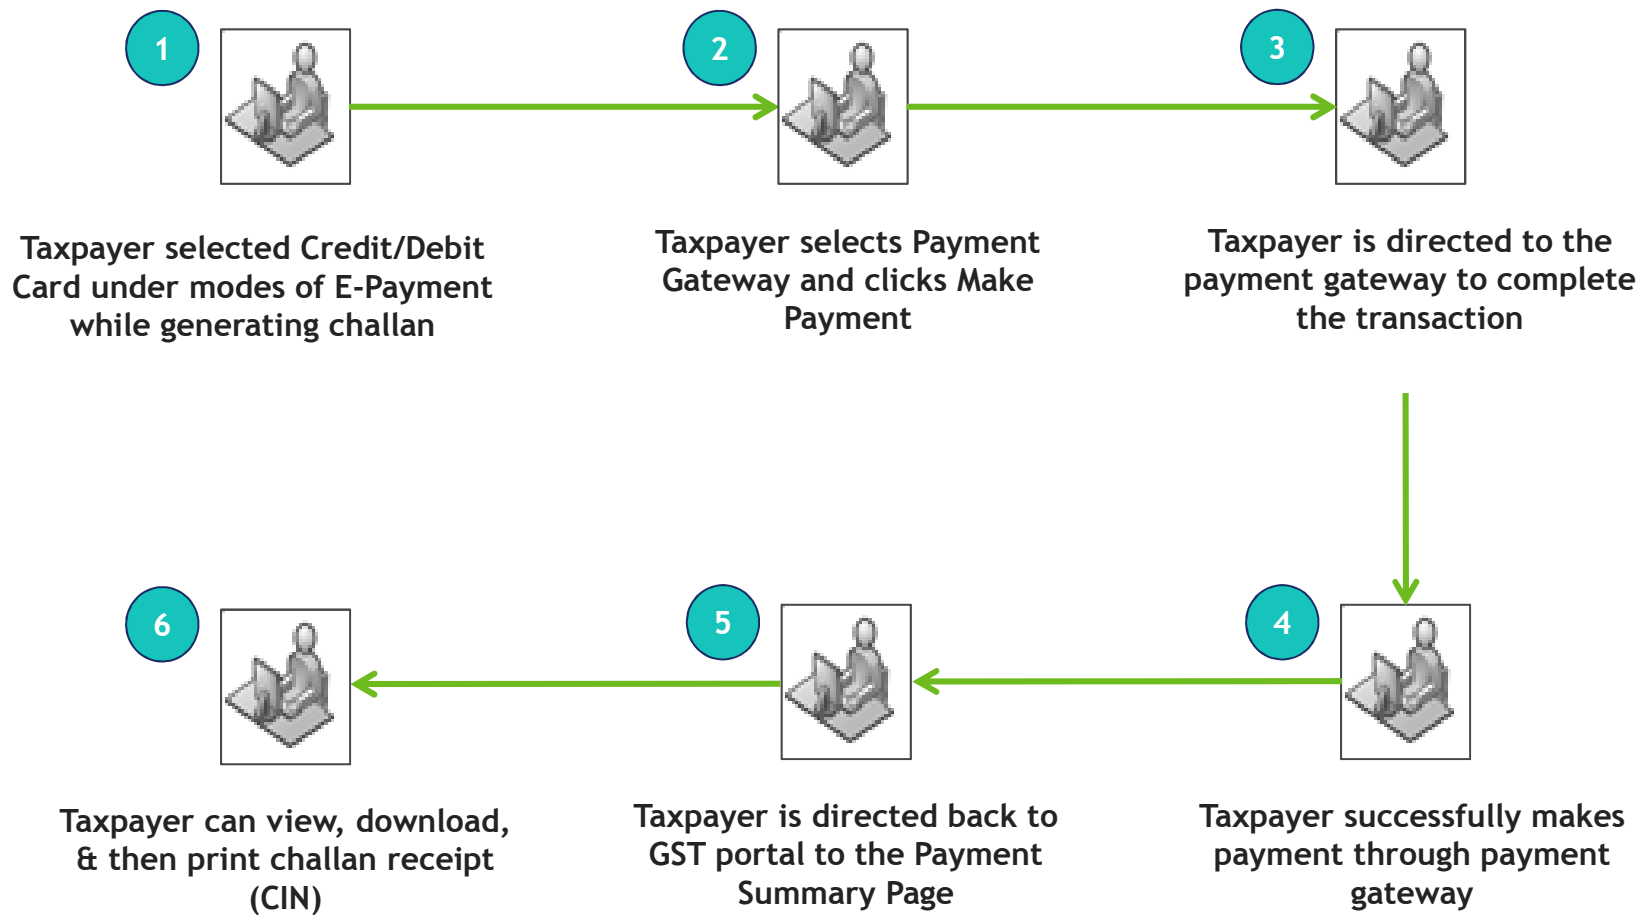 1
Taxpayer selected Credit/Debit
Card under modes of E-Payment
while generating challan
2
Taxpayer selects Payment
Gateway and clicks Make
Payment
3
Taxpayer is directed to the
payment gateway to complete
the transaction
4
Taxpayer successfully makes
payment through payment
gateway
5
Taxpayer is directed back to
GST portal to the Payment
Summary Page
6
Taxpayer can view, download,
& then print challan receipt
(CIN)